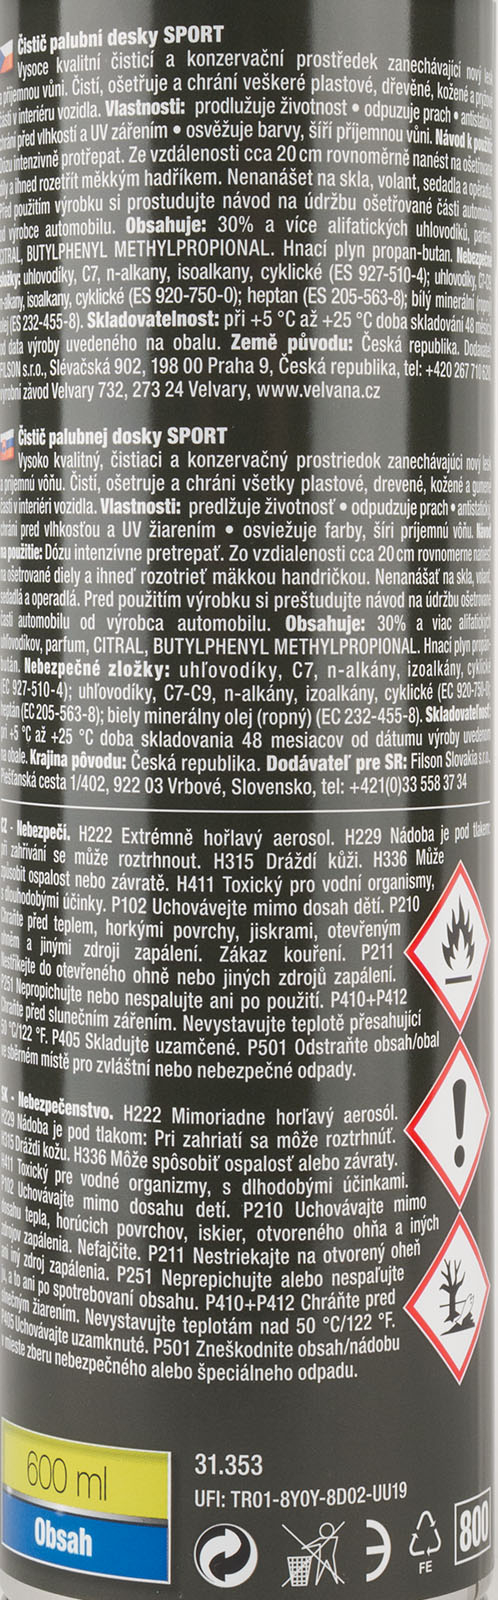 Čistič palubní desky SPORT
Vysoce kvalitní čisticí a konzervační prostředek zanechávající nový lesk
a příjemnou vůni. Čistí, ošetřuje a chrání veškeré plastové, dřevěné, kožené a pryžové
části v interiéru vozidla. Vlastnosti: prodlužuje životnost • odpuzuje prach • antistatický
chrání před vlhkostí a UV zářením • osvěžuje barvy, šíří příjemnou vůni. Návod k použití:
Dózu intenzivně protřepat. Ze vzdálenosti cca 20 cm rovnoměrně nanést na ošetřované
díly a ihned rozetřít měkkým hadříkem. Nenanášet na skla, volant, sedadla a opěradla.
Před použitím výrobku si prostudujte návod na údržbu ošetřované části automobilu
od výrobce automobilu. Obsahuje: 30% a více alifatických uhlovodíků, parfém,
CITRAL, BUTYLPHENYL METHYLPROPIONAL. Hnací plyn propan-butan. Nebezpečné
složky: uhlovodíky, C7, n-alkany, isoalkany, cyklické (ES 927-510-4); uhlovodíky, C7-C9,
n-alkany, isoalkany, cyklické (ES 920-750-0); heptan (ES 205-563-8); bílý minerální (ropný)
olej (ES 232-455-8). Skladovatelnost: při +5 °C až +25 °C doba skladování 48 měsíců
od data výroby uvedeného na obalu. Země původu: Česká republika. Dodavatel:
FILSON s.r.o., Slévačská 902, 198 00 Praha 9, Česká republika, tel: +420 267 710 620,
výrobní závod Velvary 732, 273 24 Velvary, www.velvana.cz
Čistič palubnej dosky SPORT
Vysoko kvalitný, čistiaci a konzervačný prostriedok zanechávajúci nový lesk
a príjemnú vôňu. Čistí, ošetruje a chráni všetky plastové, drevené, kožené a gumené
časti v interiéri vozidla. Vlastnosti: predlžuje životnosť • odpudzuje prach • antistatický
chráni pred vlhkosťou a UV žiarením • osviežuje farby, šíri príjemnú vôňu. Návod
na použitie: Dózu intenzívne pretrepať. Zo vzdialenosti cca 20 cm rovnomerne naniesť
na ošetrované diely a ihneď rozotrieť mäkkou handričkou. Nenanášať na skla, volant,
sedadlá a operadlá. Pred použitím výrobku si preštudujte návod na údržbu ošetrované
časti automobilu od výrobca automobilu. Obsahuje: 30% a viac alifatických
uhľovodíkov, parfum, CITRAL, BUTYLPHENYL METHYLPROPIONAL. Hnací plyn propan-
bután. Nebezpečné zložky: uhľovodíky, C7, n-alkány, izoalkány, cyklické
(EC 927-510-4); uhľovodíky, C7-C9, n-alkány, izoalkány, cyklické (EC 920-750-0);
heptán (EC 205-563-8); biely minerálny olej (ropný) (EC 232-455-8). Skladovateľnosť:
pri +5 °C až +25 °C doba skladovania 48 mesiacov od dátumu výroby uvedenom
na obale. Krajina pôvodu: Česká republika. Dodávateľ pre SR: Filson Slovakia s.r.o.,
Piešťanská cesta 1/402, 922 03 Vrbové, Slovensko, tel: +421(0)33 558 37 34
CZ - Nebezpečí. H222 Extrémně hořlavý aerosol. H229 Nádoba je pod tlakem:
při zahřívání se může roztrhnout. H315 Dráždí kůži. H336 Může
způsobit ospalost nebo závratě. H411 Toxický pro vodní organismy,
s dlouhodobými účinky. P102 Uchovávejte mimo dosah dětí. P210
Chraňte před teplem, horkými povrchy, jiskrami, otevřeným
ohněm a jinými zdroji zapálení. Zákaz kouření. P211
Nestříkejte do otevřeného ohně nebo jiných zdrojů zapálení.
P251 Nepropichujte nebo nespalujte ani po použití. P410+P412
Chraňte před slunečním zářením. Nevystavujte teplotě přesahující
50 °C/122 °F. P405 Skladujte uzamčené. P501 Odstraňte obsah/obal
ve sběrném místě pro zvláštní nebo nebezpečné odpady.
SK - Nebezpečenstvo. H222 Mimoriadne horľavý aerosól.
H229 Nádoba je pod tlakom: Pri zahriatí sa môže roztrhnúť.
H315 Dráždi kožu. H336 Môže spôsobiť ospalosť alebo závraty.
H411 Toxický pre vodné organizmy, s dlhodobými účinkami.
P102 Uchovávajte mimo dosahu detí. P210 Uchovávajte mimo
dosahu tepla, horúcich povrchov, iskier, otvoreného ohňa a iných
zdrojov zapálenia. Nefajčite. P211 Nestriekajte na otvorený oheň
ani iný zdroj zapálenia. P251 Neprepichujte alebo nespaľujte
ju, a to ani po spotrebovaní obsahu. P410+P412 Chráňte pred
slnečným žiarením. Nevystavujte teplotám nad 50 °C/122 °F.
P405 Uchovávajte uzamknuté. P501 Zneškodnite obsah/nádobu
v mieste zberu nebezpečného alebo špeciálneho odpadu.
600 ml
Obsah
31.353
UFI: TR01-8Y0Y-8D02-UU19
FE
800